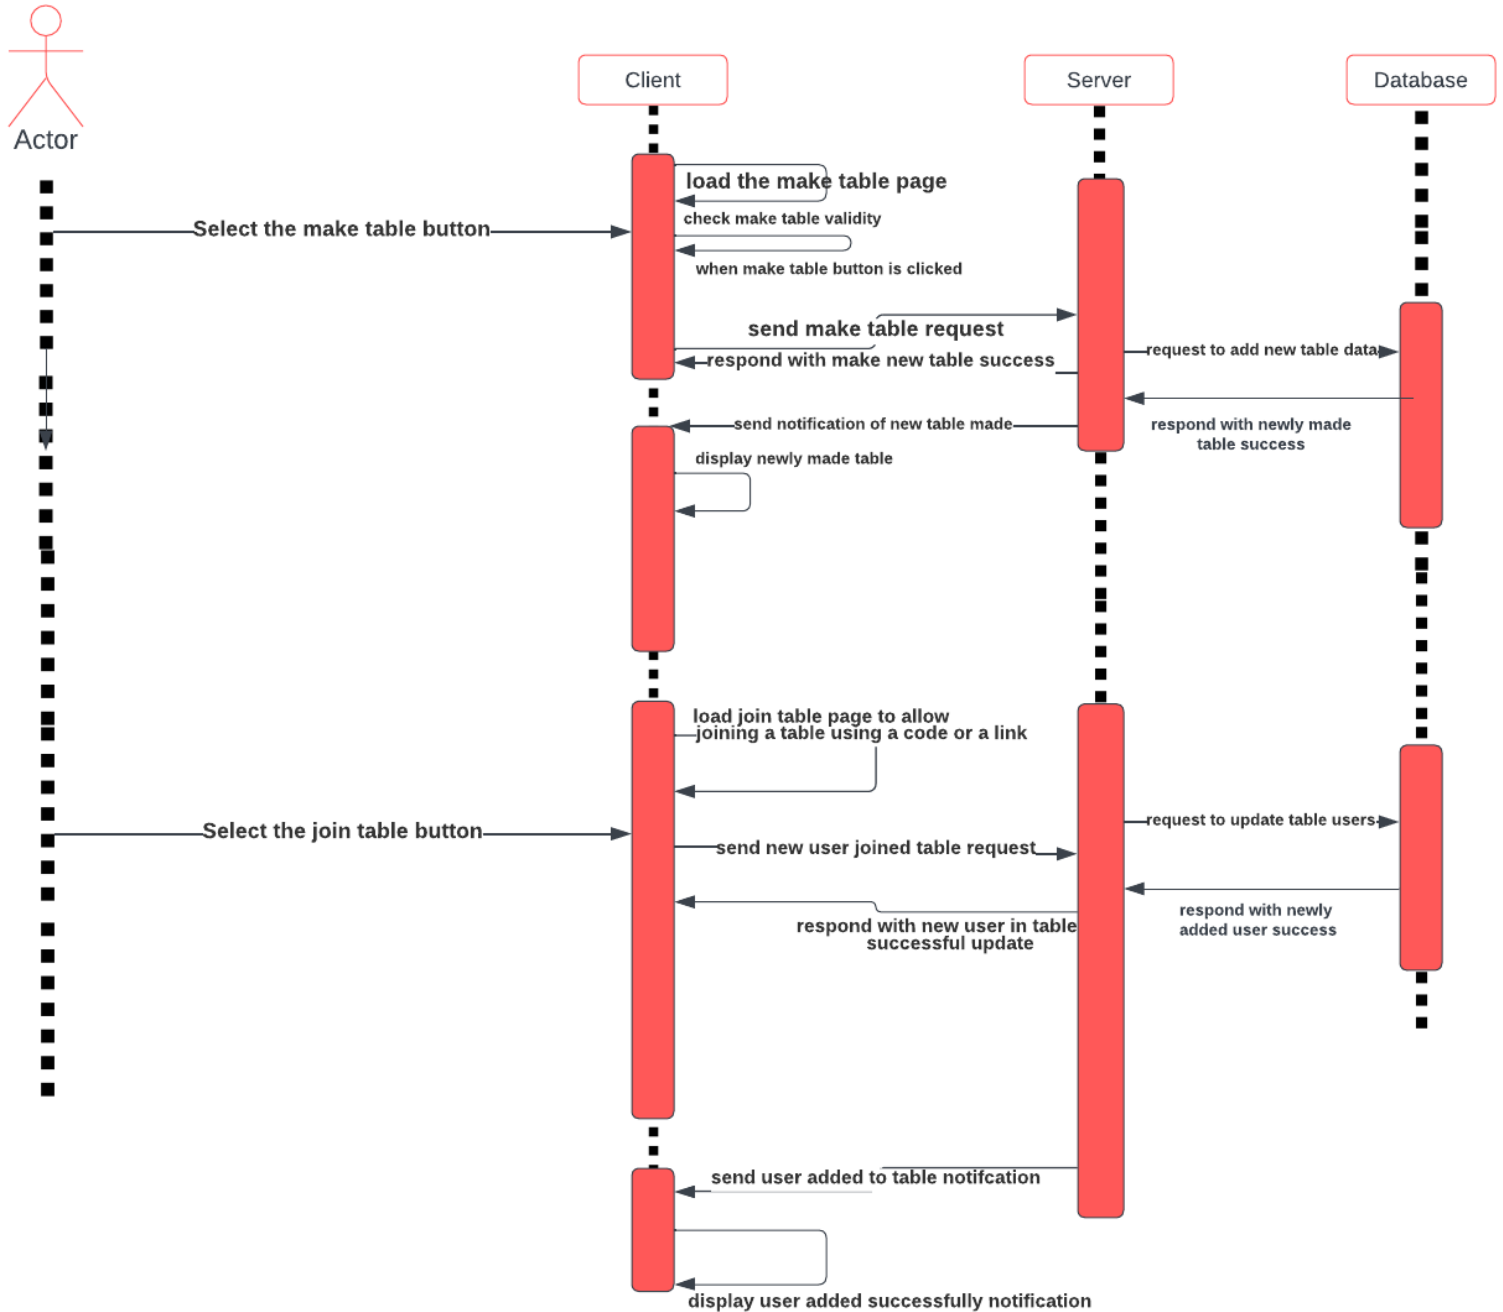 Actor
Client
Server
Database
load the make table page
check make table validity
Select the make table button
when make table button is clicked
send make table request
respond with make new table success
request to add new table data
send notification of new table made
respond with newly made
table success
display newly made table
load join table page to allow
joining a table using a code or a link
Select the join table button
request to update table users
send new user joined table request
respond with new user in table
successful update
respond with newly
added user success
send user added to table notifcation
display user added successfully notification